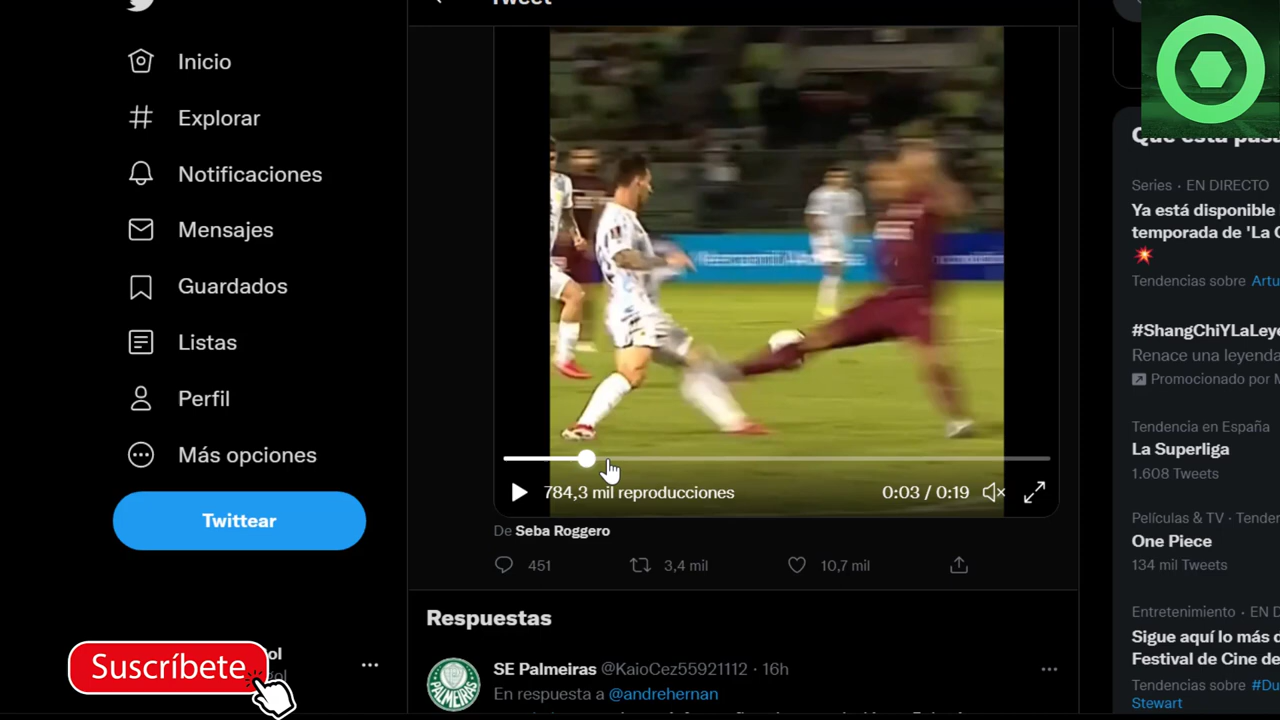 Tweet
Inicio
Explorar
Notificaciones
Mensajes
Guardados
Listas
Perfil
Más opciones
Twittear
Suscríbete
784,3 mil reproducciones
0:03 / 0:19
De Seba Roggero
451
3,4 mil
10,7 mil
Respuestas
SE Palmeiras @KaioCez55921112 · 16h
En respuesta a @andrehernan
Qué está
Series · EN DIRECTO
Ya está disponible
temporada de 'La
Tendencias sobre
#ShangChiYLaLeye
Renace una leyenda
Promocionado por
Tendencia en España
La Superliga
1.608 Tweets
Películas & TV ·
One Piece
134 mil Tweets
Entretenimiento ·
Sigue aquí lo más
Festival de Cine de
Tendencias sobre
Stewart